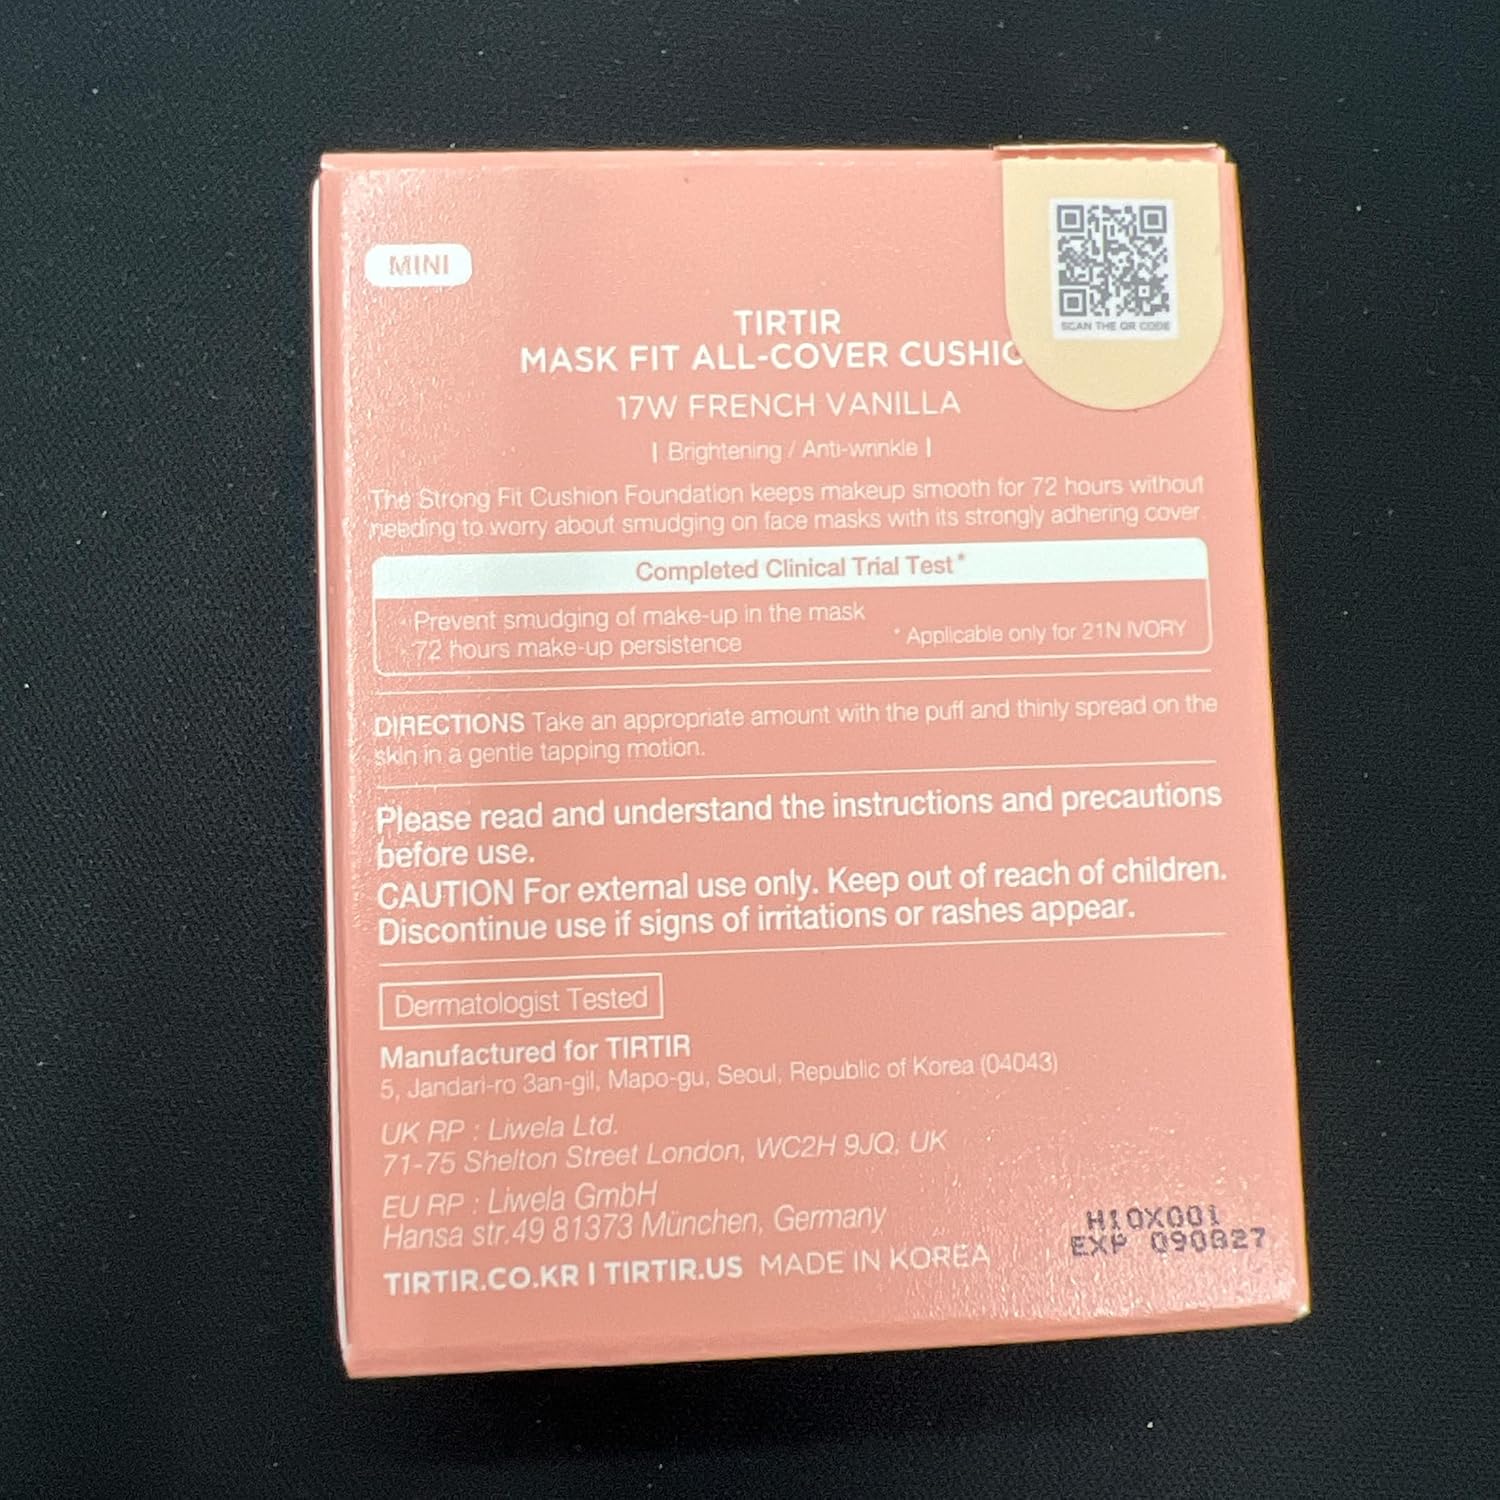 MINI
SCAN THE QR CODE
TIRTIR
MASK FIT ALL-COVER CUSHIO
17W FRENCH VANILLA
| Brightening / Anti-wrinkle |
The Strong Fit Cushion Foundation keeps makeup smooth for 72 hours without
needing to worry about smudging on face masks with its strongly adhering cover.
Completed Clinical Trial Test*
· Prevent smudging of make-up in the mask
· 72 hours make-up persistence
* Applicable only for 21N IVORY
DIRECTIONS Take an appropriate amount with the puff and thinly spread on the
skin in a gentle tapping motion.
Please read and understand the instructions and precautions
before use.
CAUTION For external use only. Keep out of reach of children.
Discontinue use if signs of irritations or rashes appear.
Dermatologist Tested
Manufactured for TIRTIR
5, Jandari-ro 3an-gil, Mapo-gu, Seoul, Republic of Korea (04043)
UK RP : Liwela Ltd.
71-75 Shelton Street London, WC2H 9JQ, UK
EU RP : Liwela GmbH
Hansa str.49 81373 München, Germany
TIRTIR.CO.KR I TIRTIR.US MADE IN KOREA
H10X001
EXP 090827